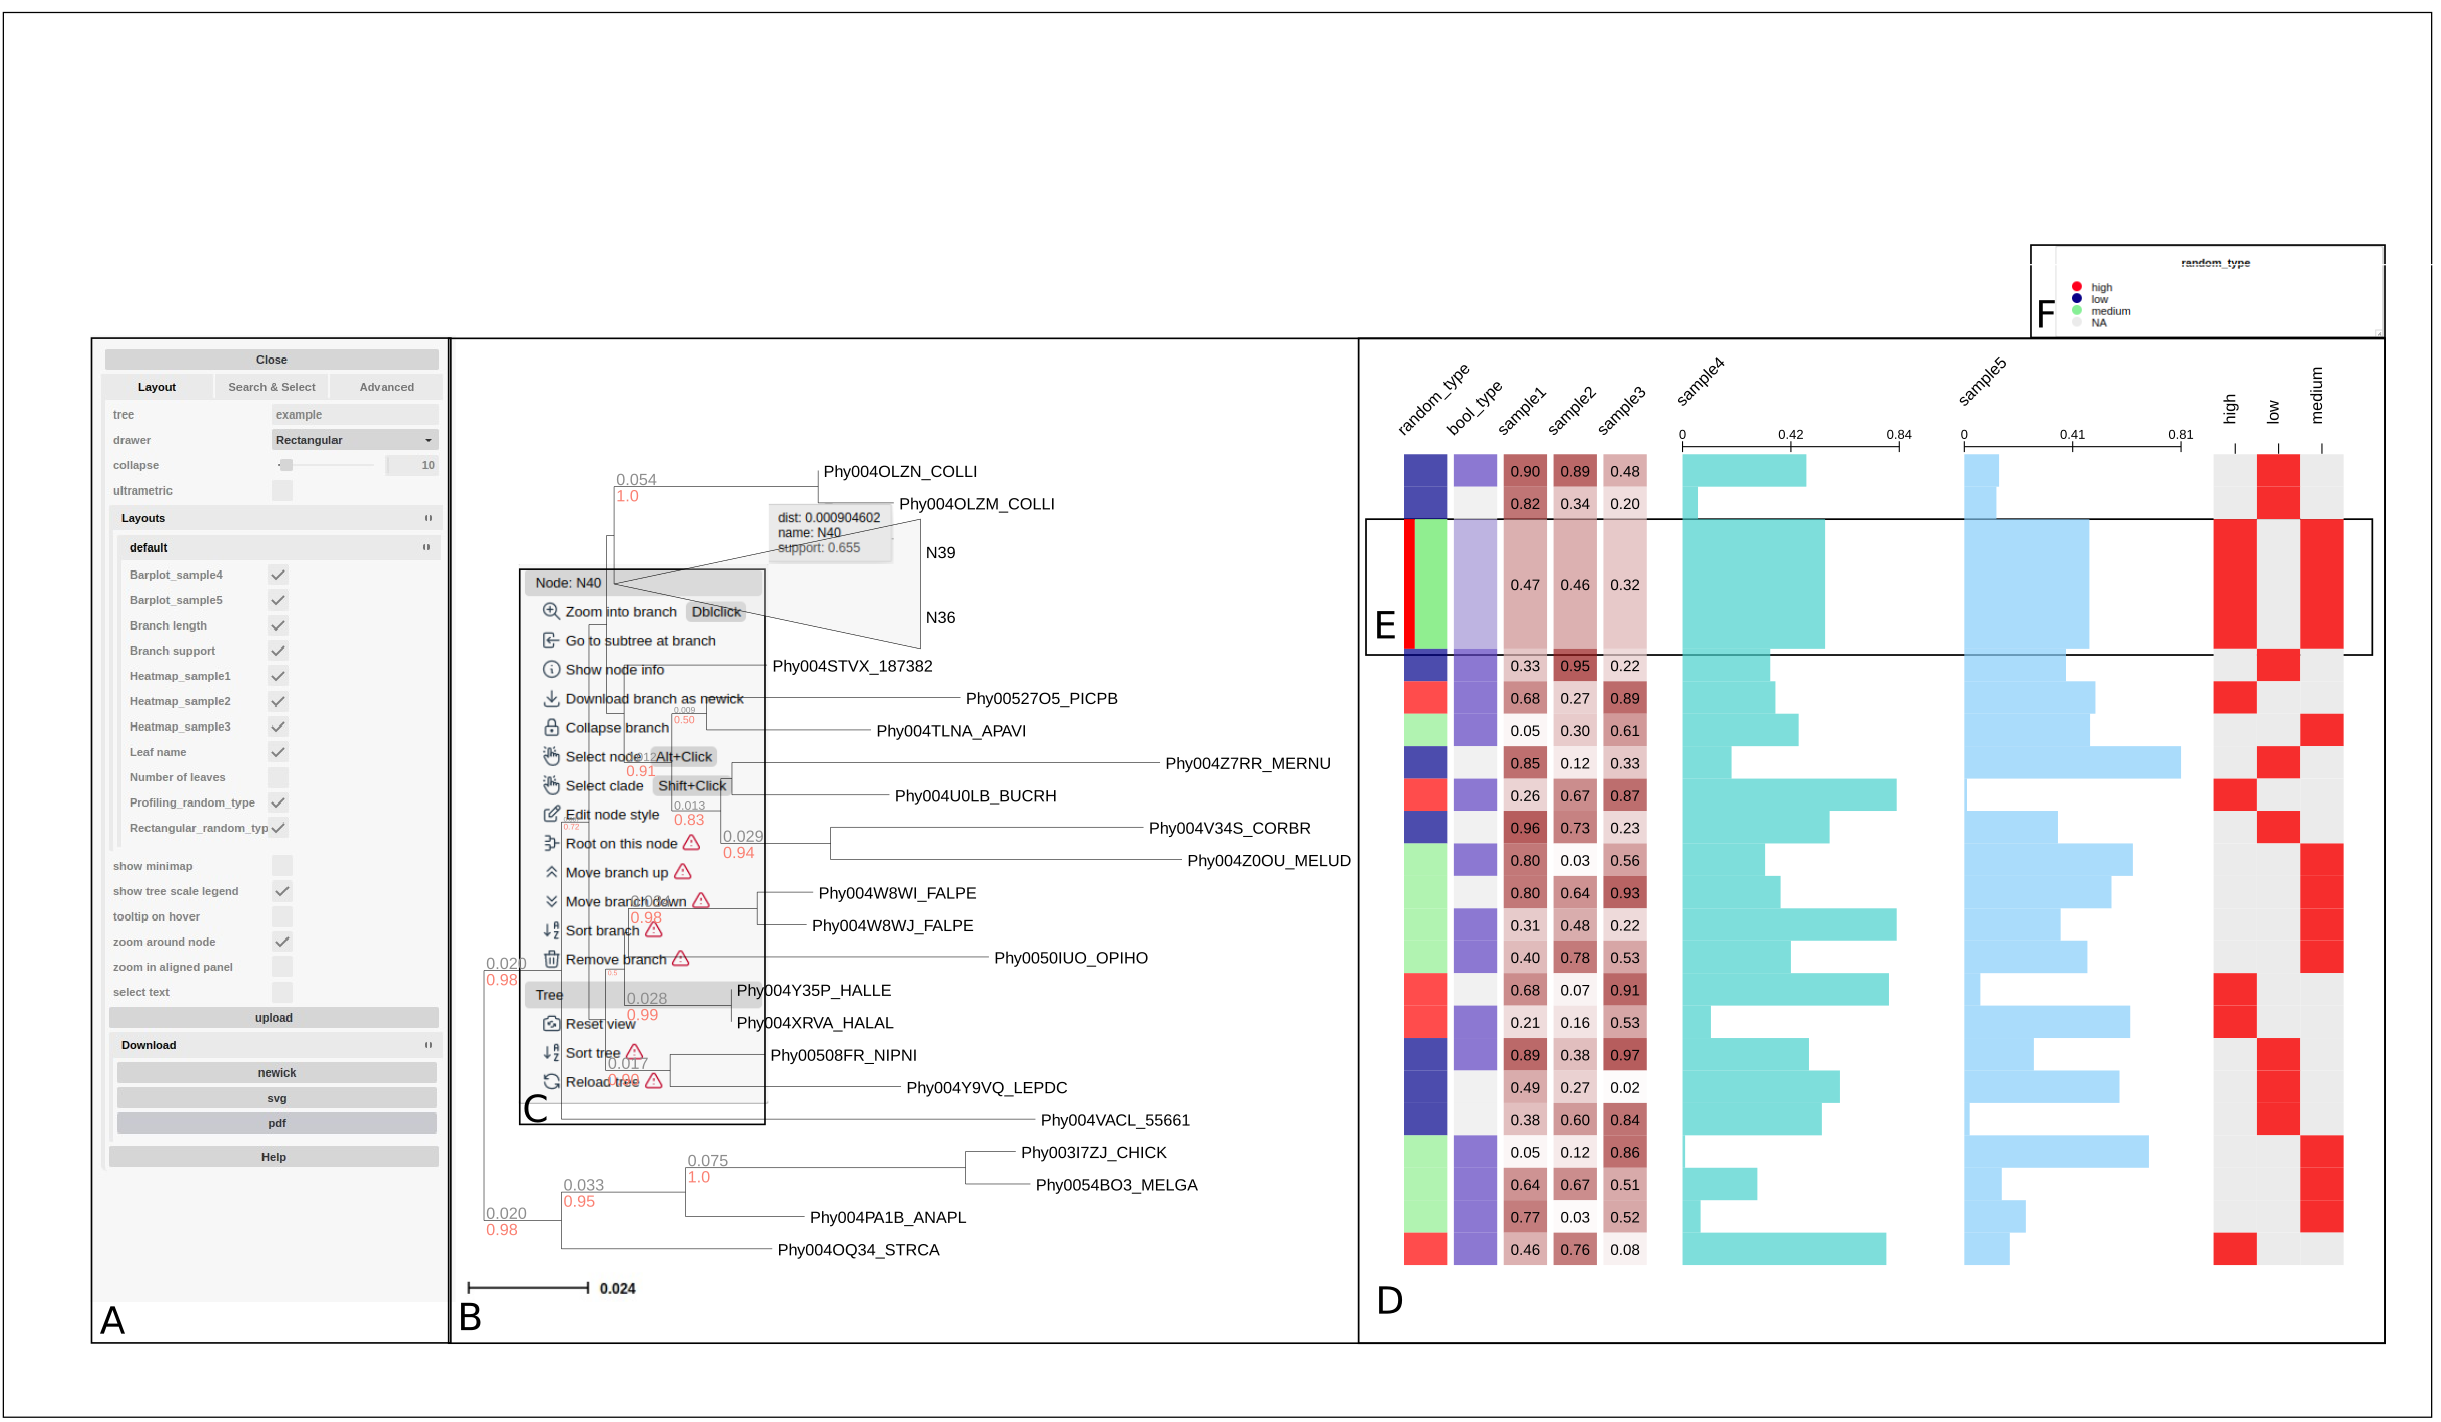 random_type
high
low
medium
NA
F
Close
Layout Search & Select Advanced
tree example
drawer Rectangular
collapse 10
ultrametric
Layouts
default
Barplot_sample4
Barplot_sample5
Branch length
Branch support
Heatmap_sample1
Heatmap_sample2
Heatmap_sample3
Leaf name
Number of leaves
Profiling_random_type
Rectangular_random_typ
show minimap
show tree scale legend
tooltip on hover
zoom around node
zoom in aligned panel
select text
upload
Download
newick
svg
pdf
Help
A
0.054
1.0
Phy004OLZN_COLLI
Phy004OLZM_COLLI
dist: 0.000904602
name: N40
support: 0.655
N39
N36
Phy004STVX_187382
Phy00527O5_PICPB
0.009
0.50
Phy004TLNA_APAVI
0.012
0.91
Phy004Z7RR_MERNU
Phy004U0LB_BUCRH
0.013
0.83
Phy004V34S_CORBR
0.029
0.94
Phy004Z0OU_MELUD
0.72
Phy004W8WI_FALPE
0.98
Phy004W8WJ_FALPE
Phy0050IUO_OPIHO
0.020
0.98
Phy004Y35P_HALLE
0.028
0.99
Phy004XRVA_HALAL
Phy00508FR_NIPNI
0.017
Phy004Y9VQ_LEPDC
Phy004VACL_55661
Phy003I7ZJ_CHICK
0.075
1.0
Phy0054BO3_MELGA
0.033
0.95
Phy004PA1B_ANAPL
0.020
0.98
Phy004OQ34_STRCA
0.024
B
Node: N40
Zoom into branch Dblclick
Go to subtree at branch
Show node info
Download branch as newick
Collapse branch
Select node Alt+Click
Select clade Shift+Click
Edit node style
Root on this node
Move branch up
Move branch down
Sort branch
Remove branch
Tree
Reset view
Sort tree
Reload tree
C
random_type bool_type sample1 sample2 sample3 sample4 sample5 high low medium
0 0.42 0.84 0 0.41 0.81
0.90 0.89 0.48
0.82 0.34 0.20
0.47 0.46 0.32
E
0.33 0.95 0.22
0.68 0.27 0.89
0.05 0.30 0.61
0.85 0.12 0.33
0.26 0.67 0.87
0.96 0.73 0.23
0.80 0.03 0.56
0.80 0.64 0.93
0.31 0.48 0.22
0.40 0.78 0.53
0.68 0.07 0.91
0.21 0.16 0.53
0.89 0.38 0.97
0.49 0.27 0.02
0.38 0.60 0.84
0.05 0.12 0.86
0.64 0.67 0.51
0.77 0.03 0.52
0.46 0.76 0.08
D